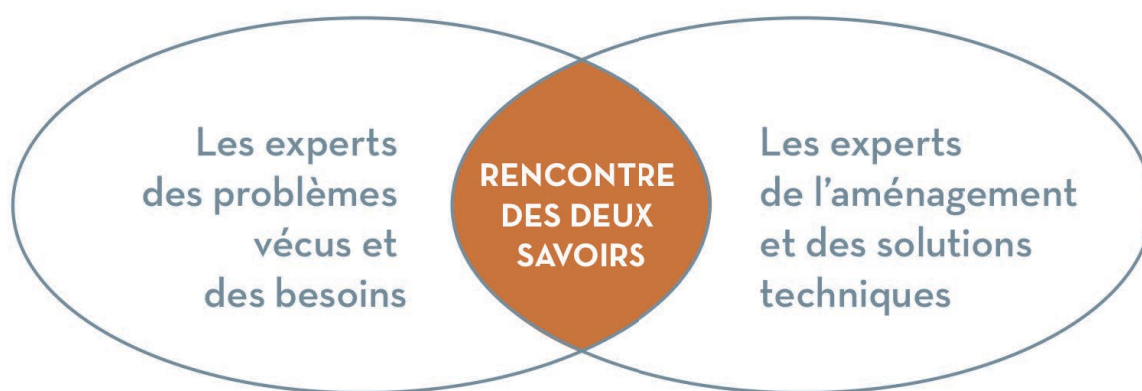 Les experts
des problèmes
vécus et
des besoins
RENCONTRE
DES DEUX
SAVOIRS
Les experts
de l'aménagement
et des solutions
techniques